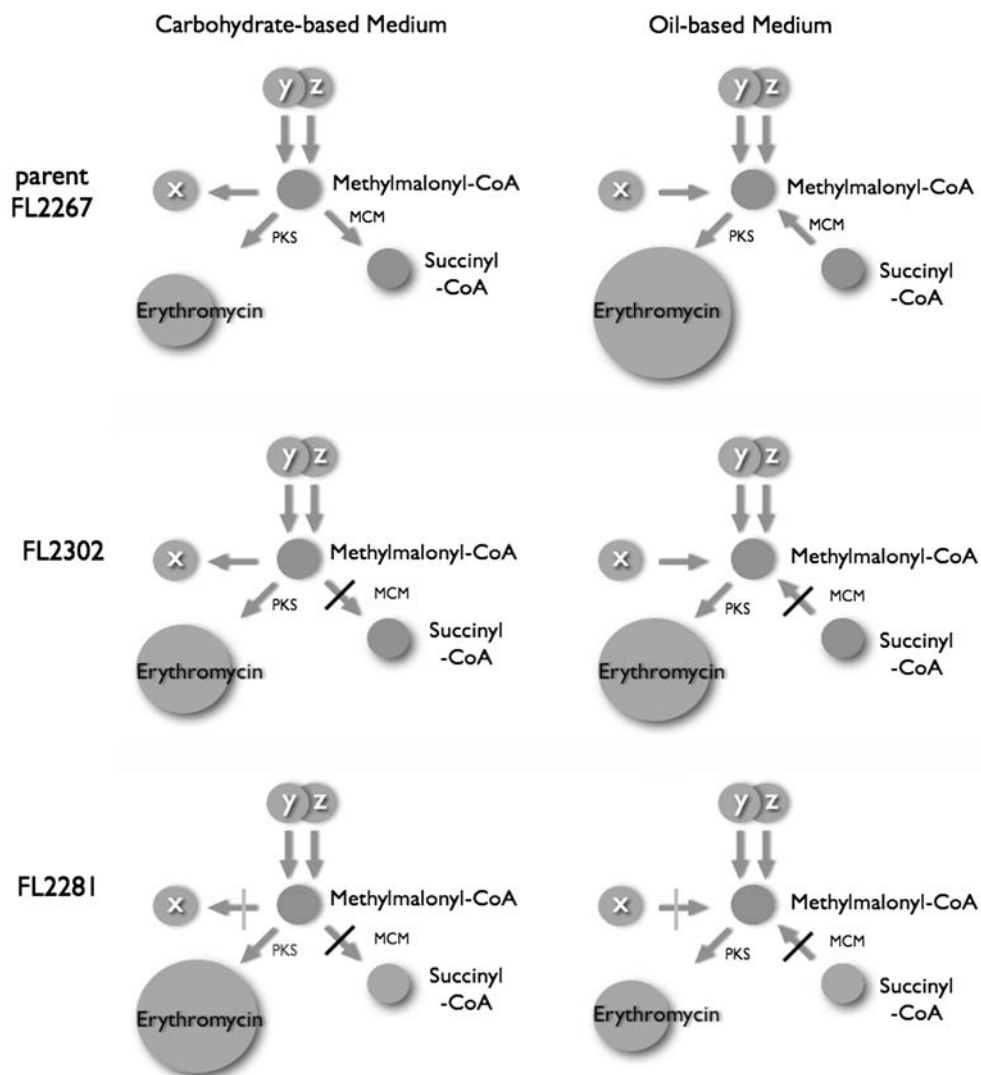 Carbohydrate-based Medium
Oil-based Medium
parent
FL2267
y z
x
Methylmalonyl-CoA
MCM
PKS
Succinyl
-CoA
Erythromycin
y z
x
Methylmalonyl-CoA
MCM
PKS
Succinyl
-CoA
Erythromycin
FL2302
y z
x
Methylmalonyl-CoA
MCM
PKS
Succinyl
-CoA
Erythromycin
y z
x
Methylmalonyl-CoA
MCM
PKS
Succinyl
-CoA
Erythromycin
FL2281
y z
x
Methylmalonyl-CoA
MCM
PKS
Succinyl
-CoA
Erythromycin
y z
x
Methylmalonyl-CoA
MCM
PKS
Succinyl
-CoA
Erythromycin